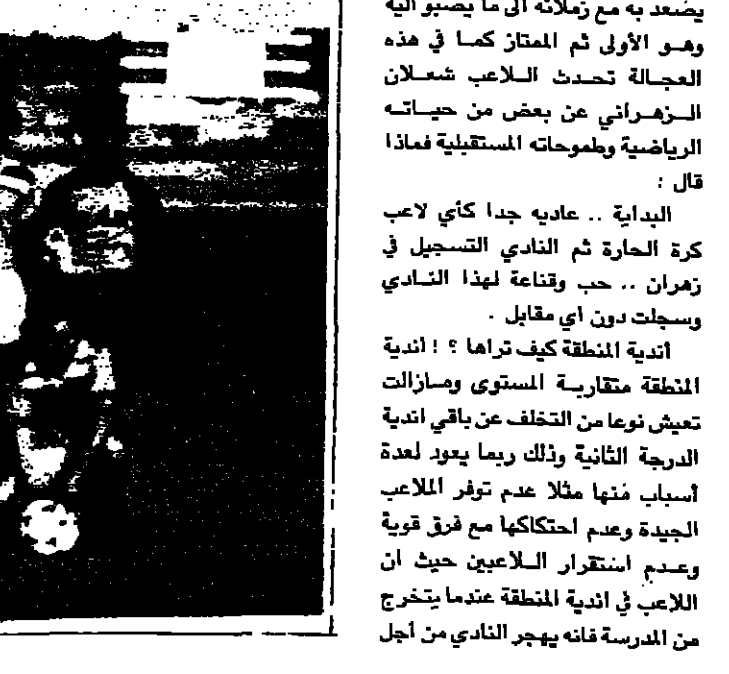 يصعد به مع زملائه الى ما يصبو اليه
وهو الأولى ثم الممتاز كما في هذه
العجالة تحدث اللاعب شعلان
الزهراني عن بعض من حياته
الرياضية وطموحاته المستقبلية فماذا
قال :
البداية .. عاديه جدا كأي لاعب
كرة الحارة ثم النادي التسجيل في
زهران .. حب وقناعة لهذا النادي
وسجلت دون اي مقابل .
أندية المنطقة كيف تراها ؟ ! أندية
المنطقة متقاربة المستوى ومازالت
تعيش نوعا من التخلف عن باقي اندية
الدرجة الثانية وذلك ربما يعود لعدة
أسباب منها مثلا عدم توفر الملاعب
الجيدة وعدم احتكاكها مع فرق قوية
وعدم استقرار اللاعبين حيث ان
اللاعب في اندية المنطقة عندما يتخرج
من المدرسة فانه يهجر النادي من أجل